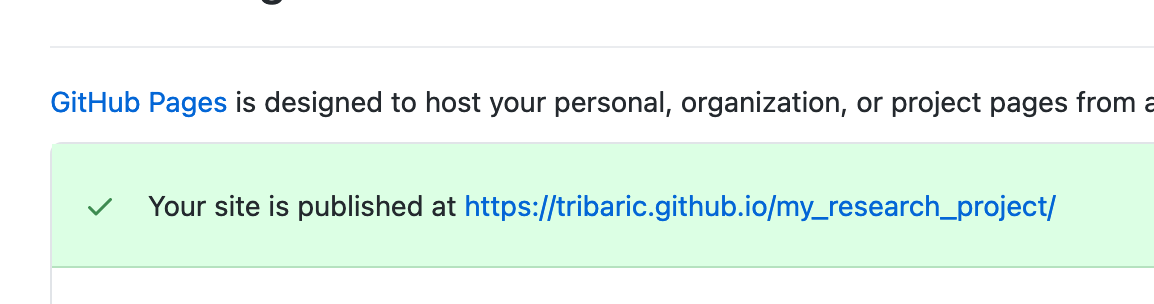 GitHub Pages is designed to host your personal, organization, or project pages from
Your site is published at https://tribaric.github.io/my_research_project/